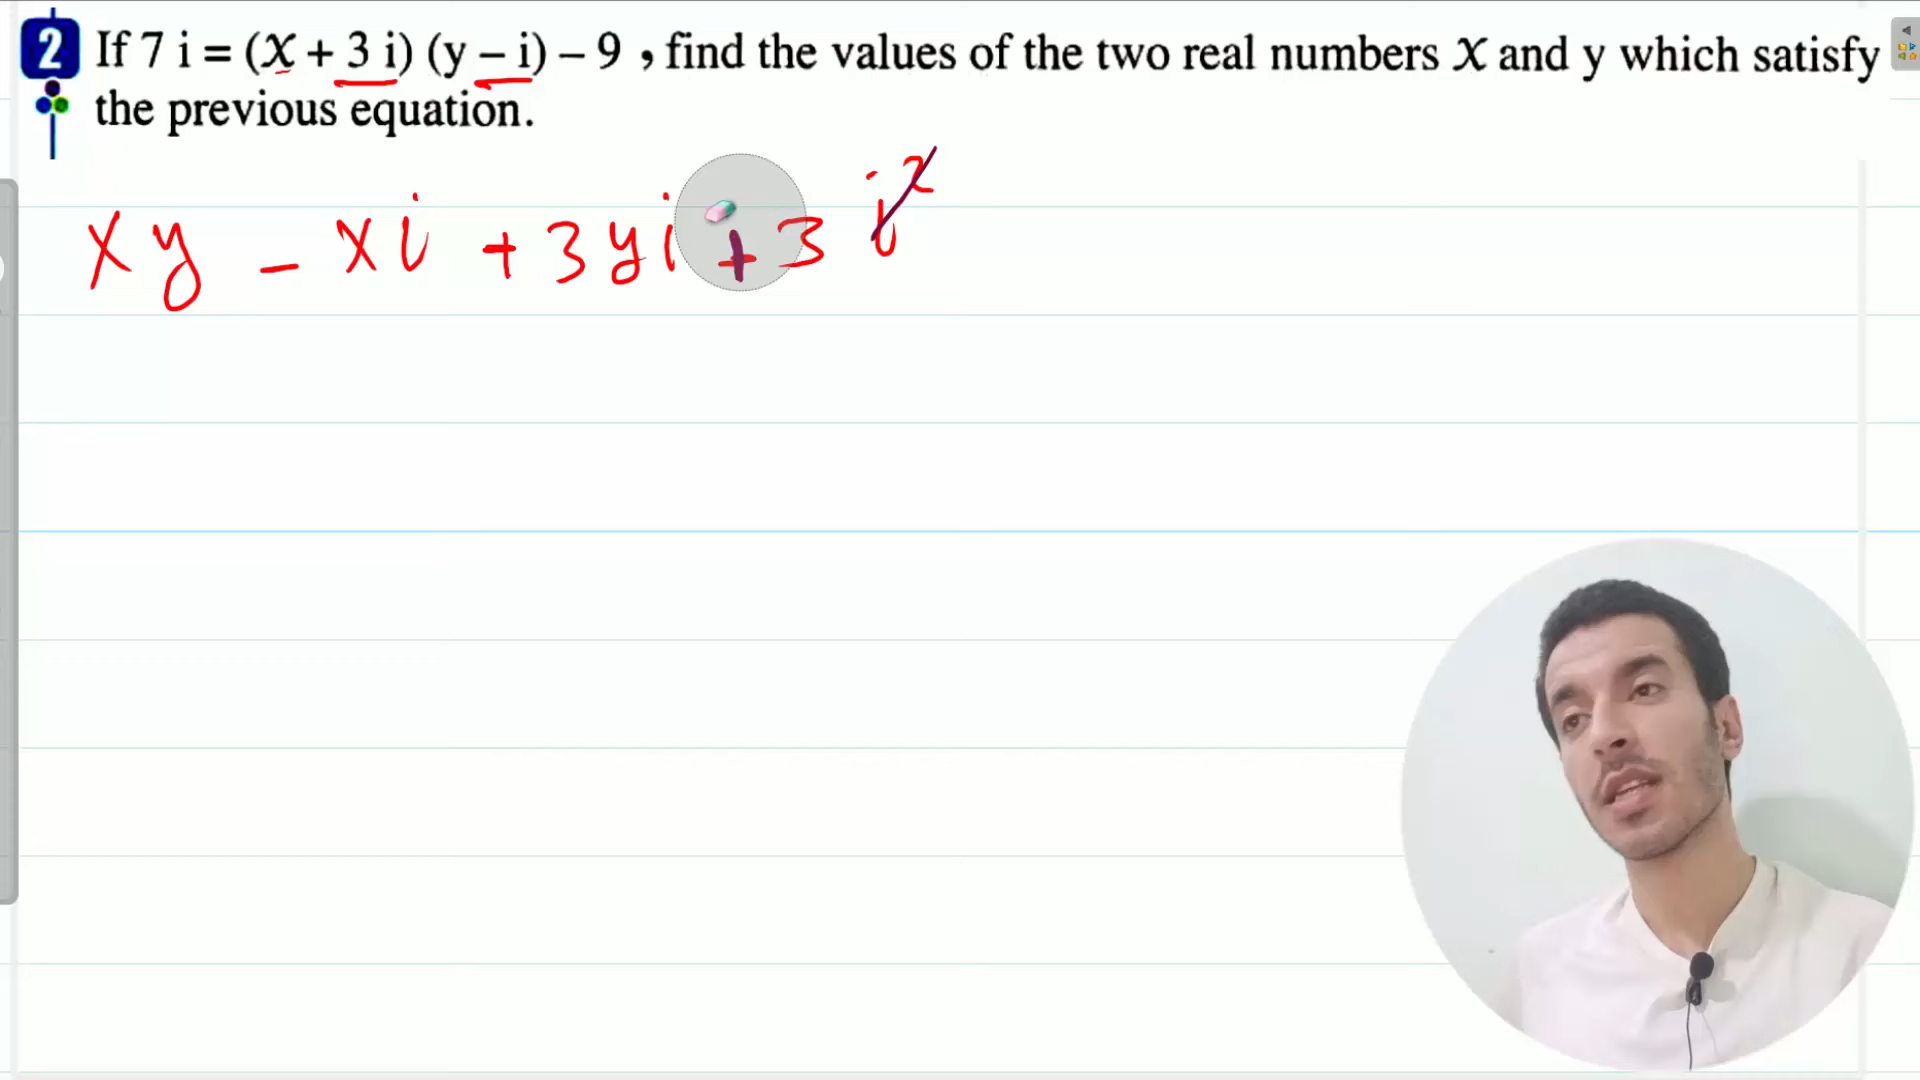 2 If 7 i = (x + 3 i) (y – i) – 9 , find the values of the two real numbers x and y which satisfy
the previous equation.
xy - xi + 3yi + 3 i²